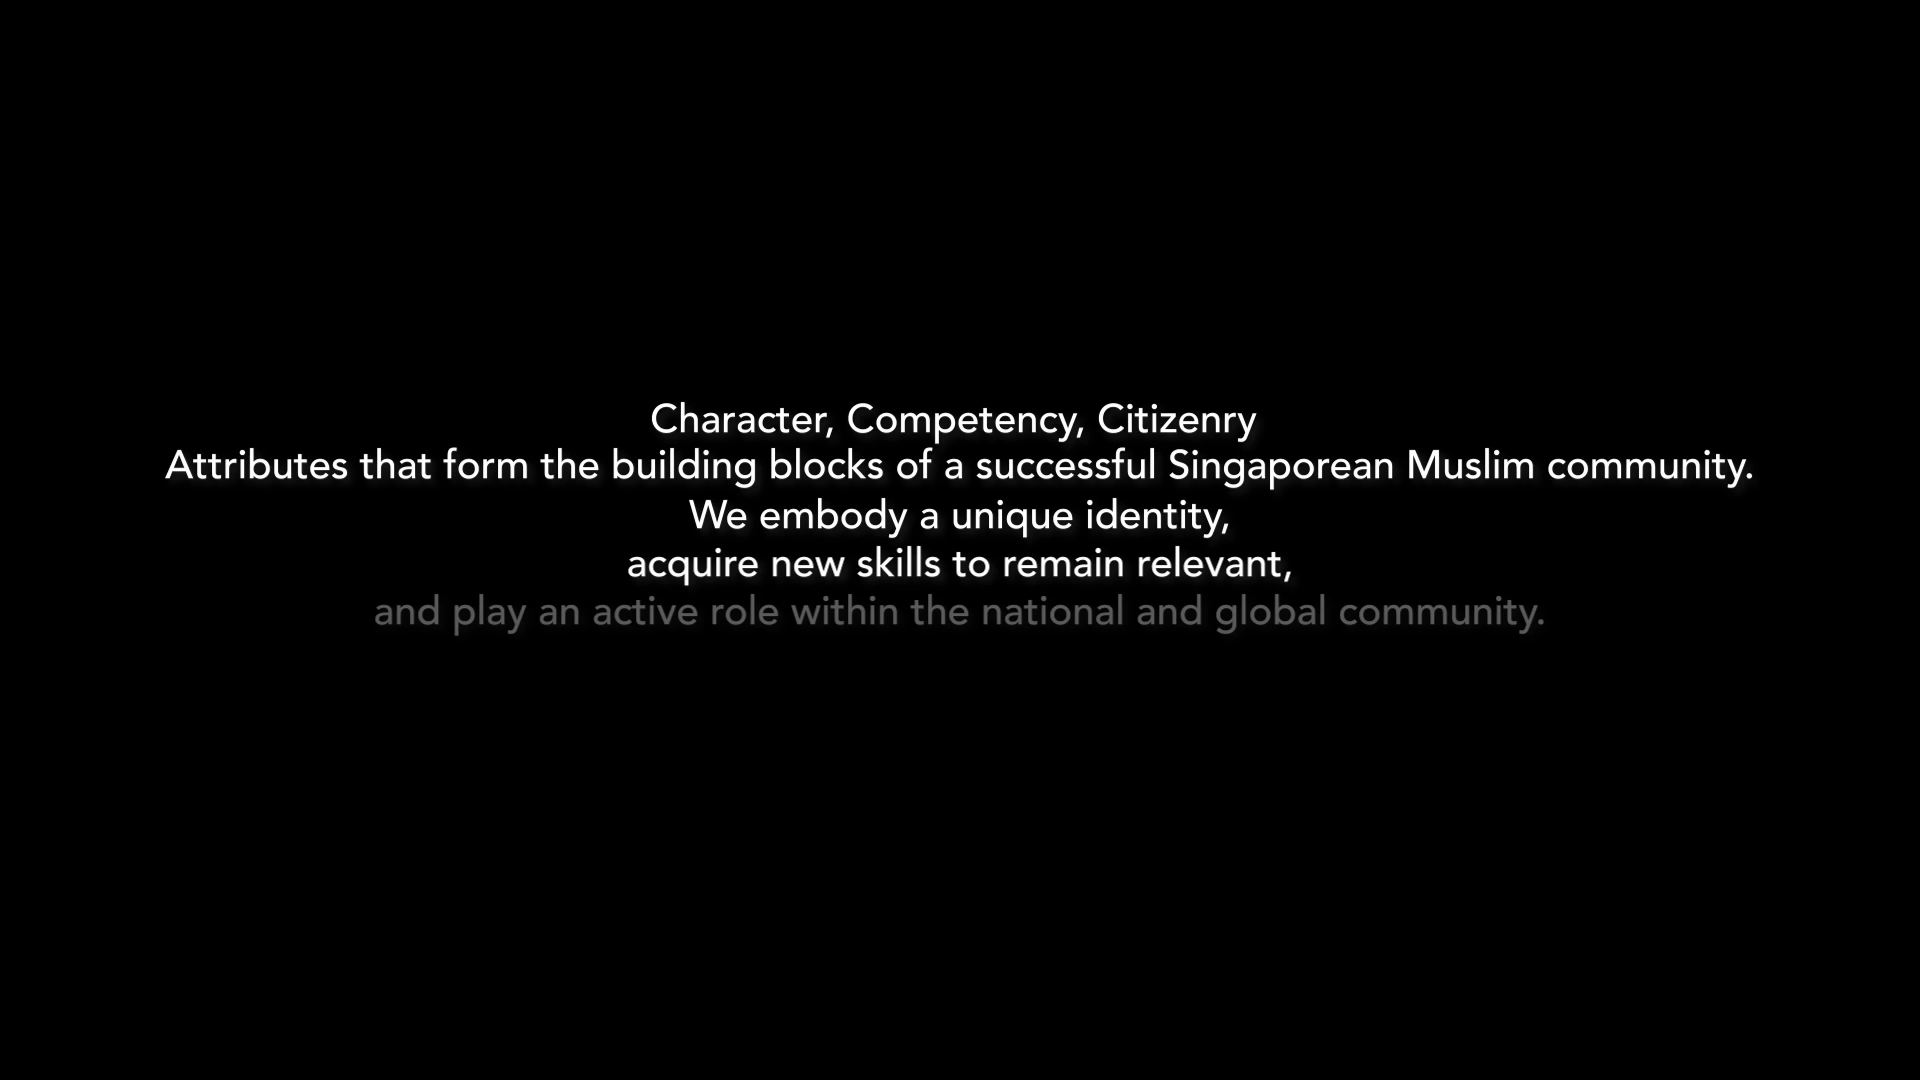 Character, Competency, Citizenry
Attributes that form the building blocks of a successful Singaporean Muslim community.
We embody a unique identity,
acquire new skills to remain relevant,
and play an active role within the national and global community.